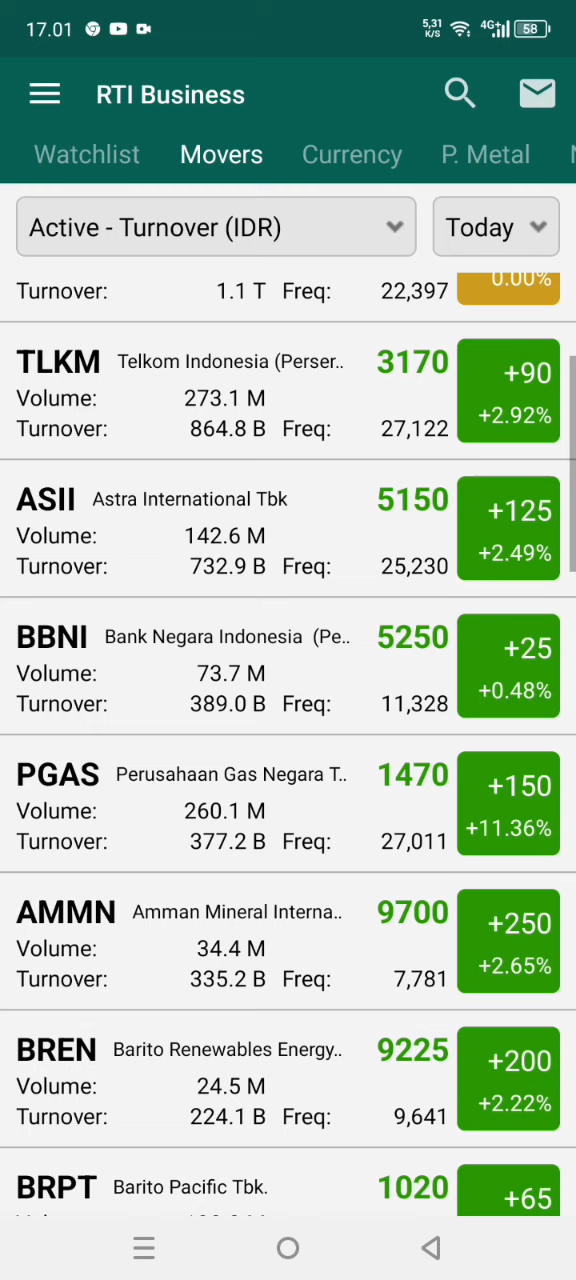 17.01 5,31 K/S 4G+ 58
RTI Business
Watchlist Movers Currency P. Metal
Active - Turnover (IDR) Today
0.00%
Turnover: 1.1 T Freq: 22,397
TLKM Telkom Indonesia (Perser.. 3170 +90
Volume: 273.1 M +2.92%
Turnover: 864.8 B Freq: 27,122
ASII Astra International Tbk 5150 +125
Volume: 142.6 M +2.49%
Turnover: 732.9 B Freq: 25,230
BBNI Bank Negara Indonesia (Pe.. 5250 +25
Volume: 73.7 M +0.48%
Turnover: 389.0 B Freq: 11,328
PGAS Perusahaan Gas Negara T.. 1470 +150
Volume: 260.1 M +11.36%
Turnover: 377.2 B Freq: 27,011
AMMN Amman Mineral Interna.. 9700 +250
Volume: 34.4 M +2.65%
Turnover: 335.2 B Freq: 7,781
BREN Barito Renewables Energy.. 9225 +200
Volume: 24.5 M +2.22%
Turnover: 224.1 B Freq: 9,641
BRPT Barito Pacific Tbk. 1020 +65